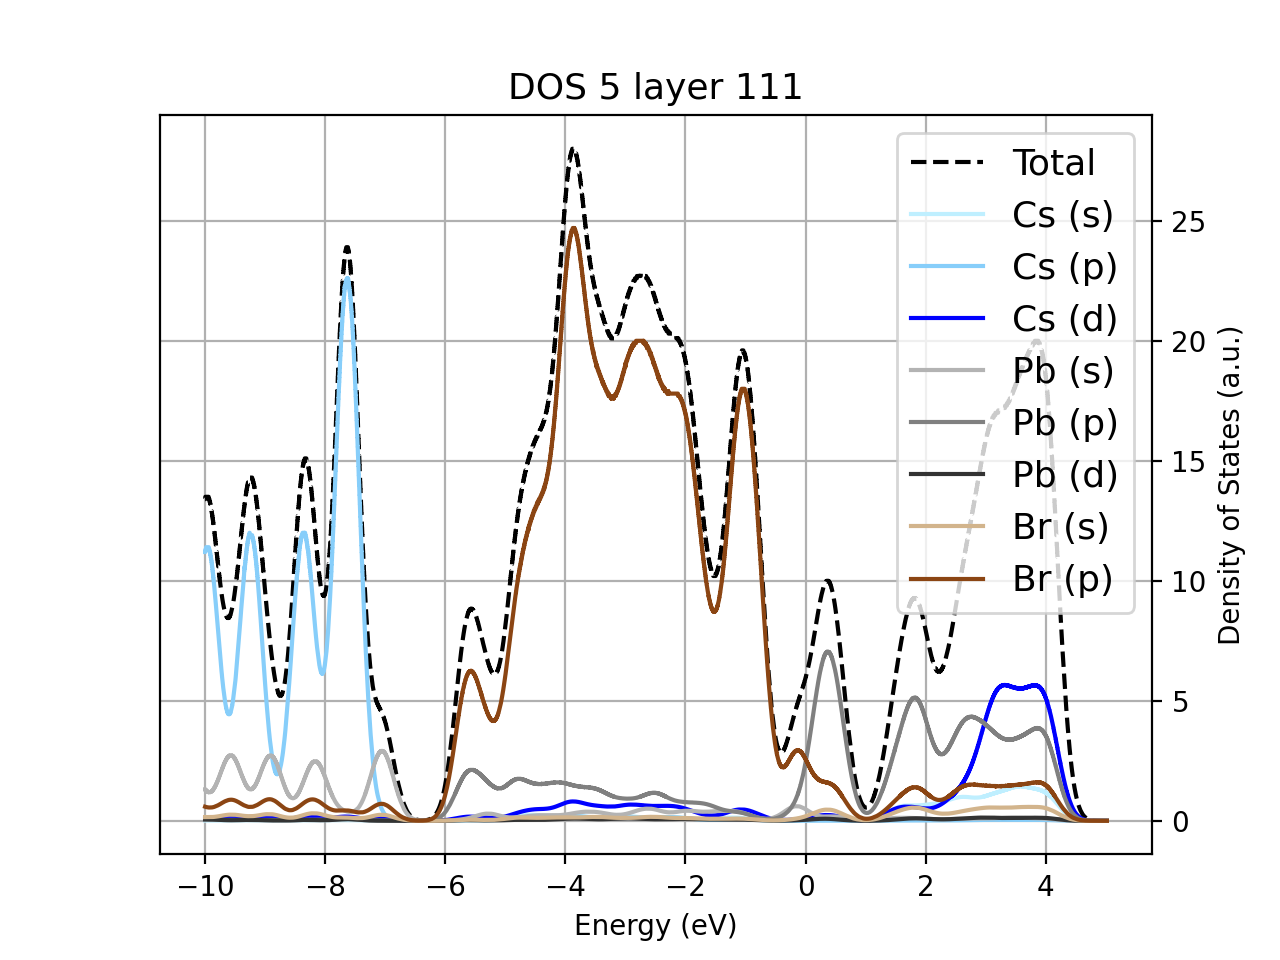 DOS 5 layer 111
Total
Cs (s)
Cs (p)
Cs (d)
Pb (s)
Pb (p)
Pb (d)
Br (s)
Br (p)
25
20
15
10
5
0
Density of States (a.u.)
−10 −8 −6 −4 −2 0 2 4
Energy (eV)